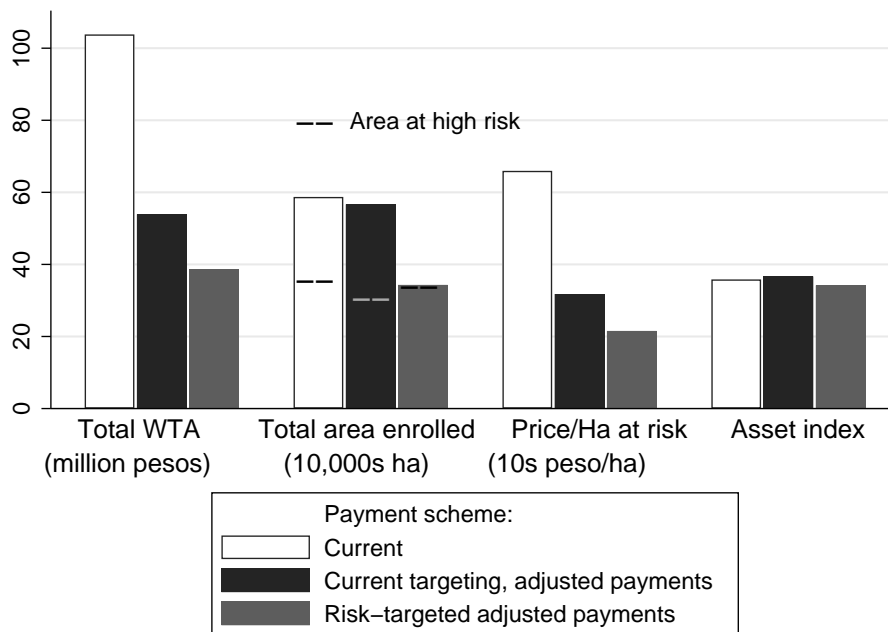 100
80
60
40
20
0
Area at high risk
Total WTA
(million pesos)
Total area enrolled
(10,000s ha)
Price/Ha at risk
(10s peso/ha)
Asset index
Payment scheme:
Current
Current targeting, adjusted payments
Risk−targeted adjusted payments